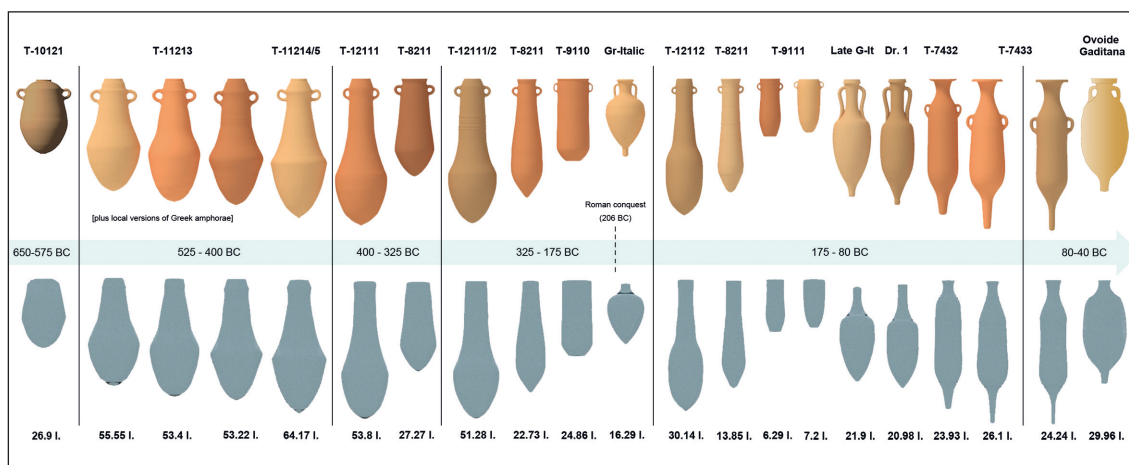 T-10121 T-11213 T-11214/5 T-12111 T-8211 T-12111/2 T-8211 T-9110 Gr-Italic T-12112 T-8211 T-9111 Late G-It Dr. 1 T-7432 T-7433 Ovoide
Gaditana
[plus local versions of Greek amphorae]
Roman conquest
(206 BC)
650-575 BC 525 - 400 BC 400 - 325 BC 325 - 175 BC 175 - 80 BC 80-40 BC
26.9 l. 55.55 l. 53.4 l. 53.22 l. 64.17 l. 53.8 l. 27.27 l. 51.28 l. 22.73 l. 24.86 l. 16.29 l. 30.14 l. 13.85 l. 6.29 l. 7.2 l. 21.9 l. 20.98 l. 23.93 l. 26.1 l. 24.24 l. 29.96 l.